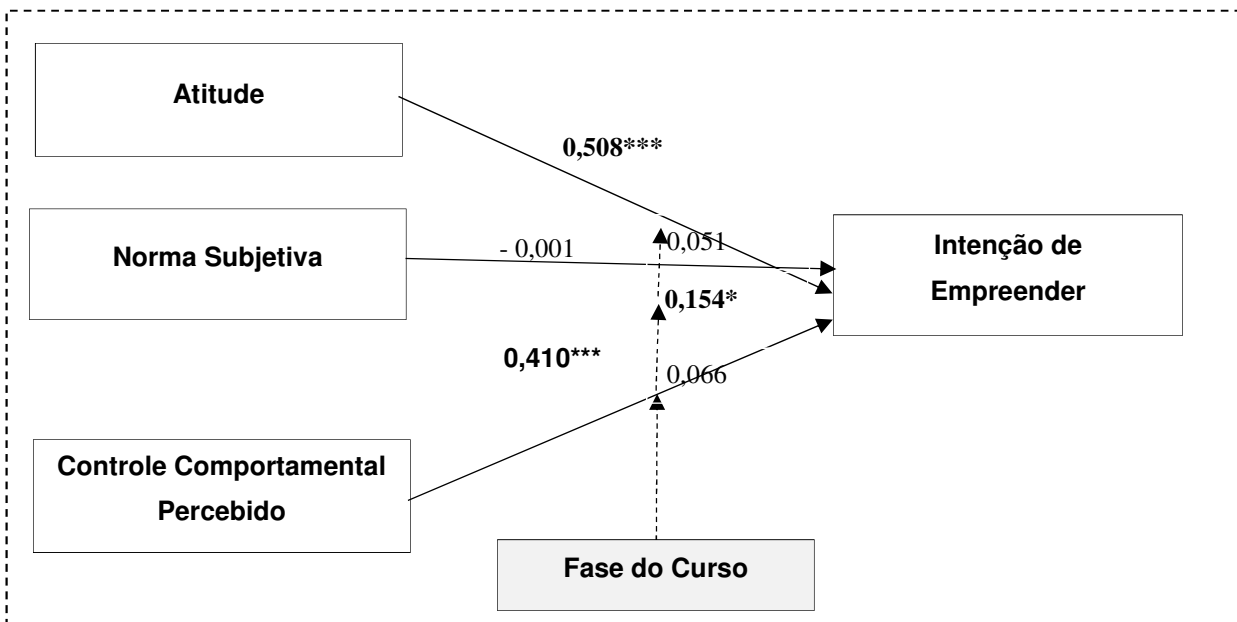 Atitude
0,508***
Norma Subjetiva
- 0,001
0,051
Intenção de
Empreender
0,154*
0,410***
0,066
Controle Comportamental
Percebido
Fase do Curso